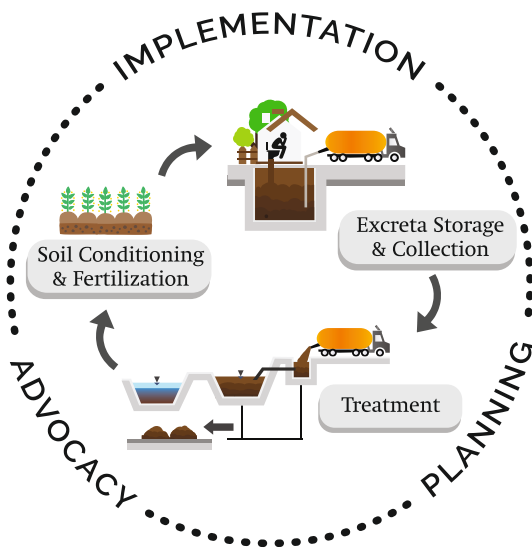 IMPLEMENTATION
Excreta Storage
& Collection
Soil Conditioning
& Fertilization
Treatment
ADVOCACY
PLANNING